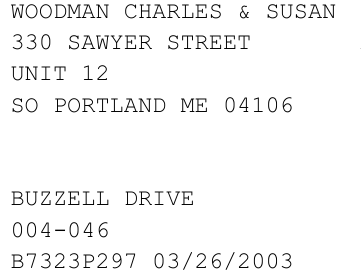 WOODMAN CHARLES & SUSAN
330 SAWYER STREET
UNIT 12
SO PORTLAND ME 04106
BUZZELL DRIVE
004-046
B7323P297 03/26/2003